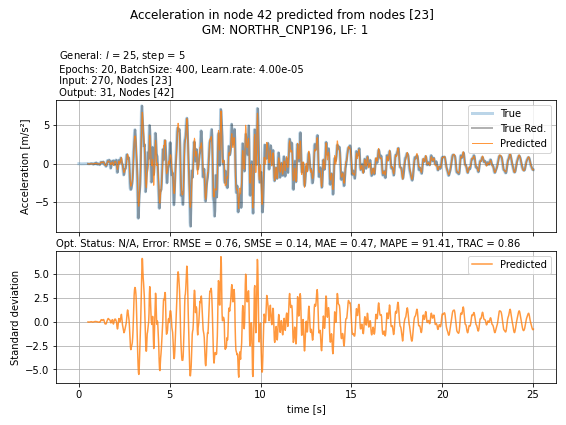 Acceleration in node 42 predicted from nodes [23]
GM: NORTHR_CNP196, LF: 1
General: l = 25, step = 5
Epochs: 20, BatchSize: 400, Learn.rate: 4.00e-05
Input: 270, Nodes [23]
Output: 31, Nodes [42]
Acceleration [m/s²]
5
0
−5
True
True Red.
Predicted
Opt. Status: N/A, Error: RMSE = 0.76, SMSE = 0.14, MAE = 0.47, MAPE = 91.41, TRAC = 0.86
Standard deviation
5.0
2.5
0.0
−2.5
−5.0
Predicted
0 5 10 15 20 25
time [s]